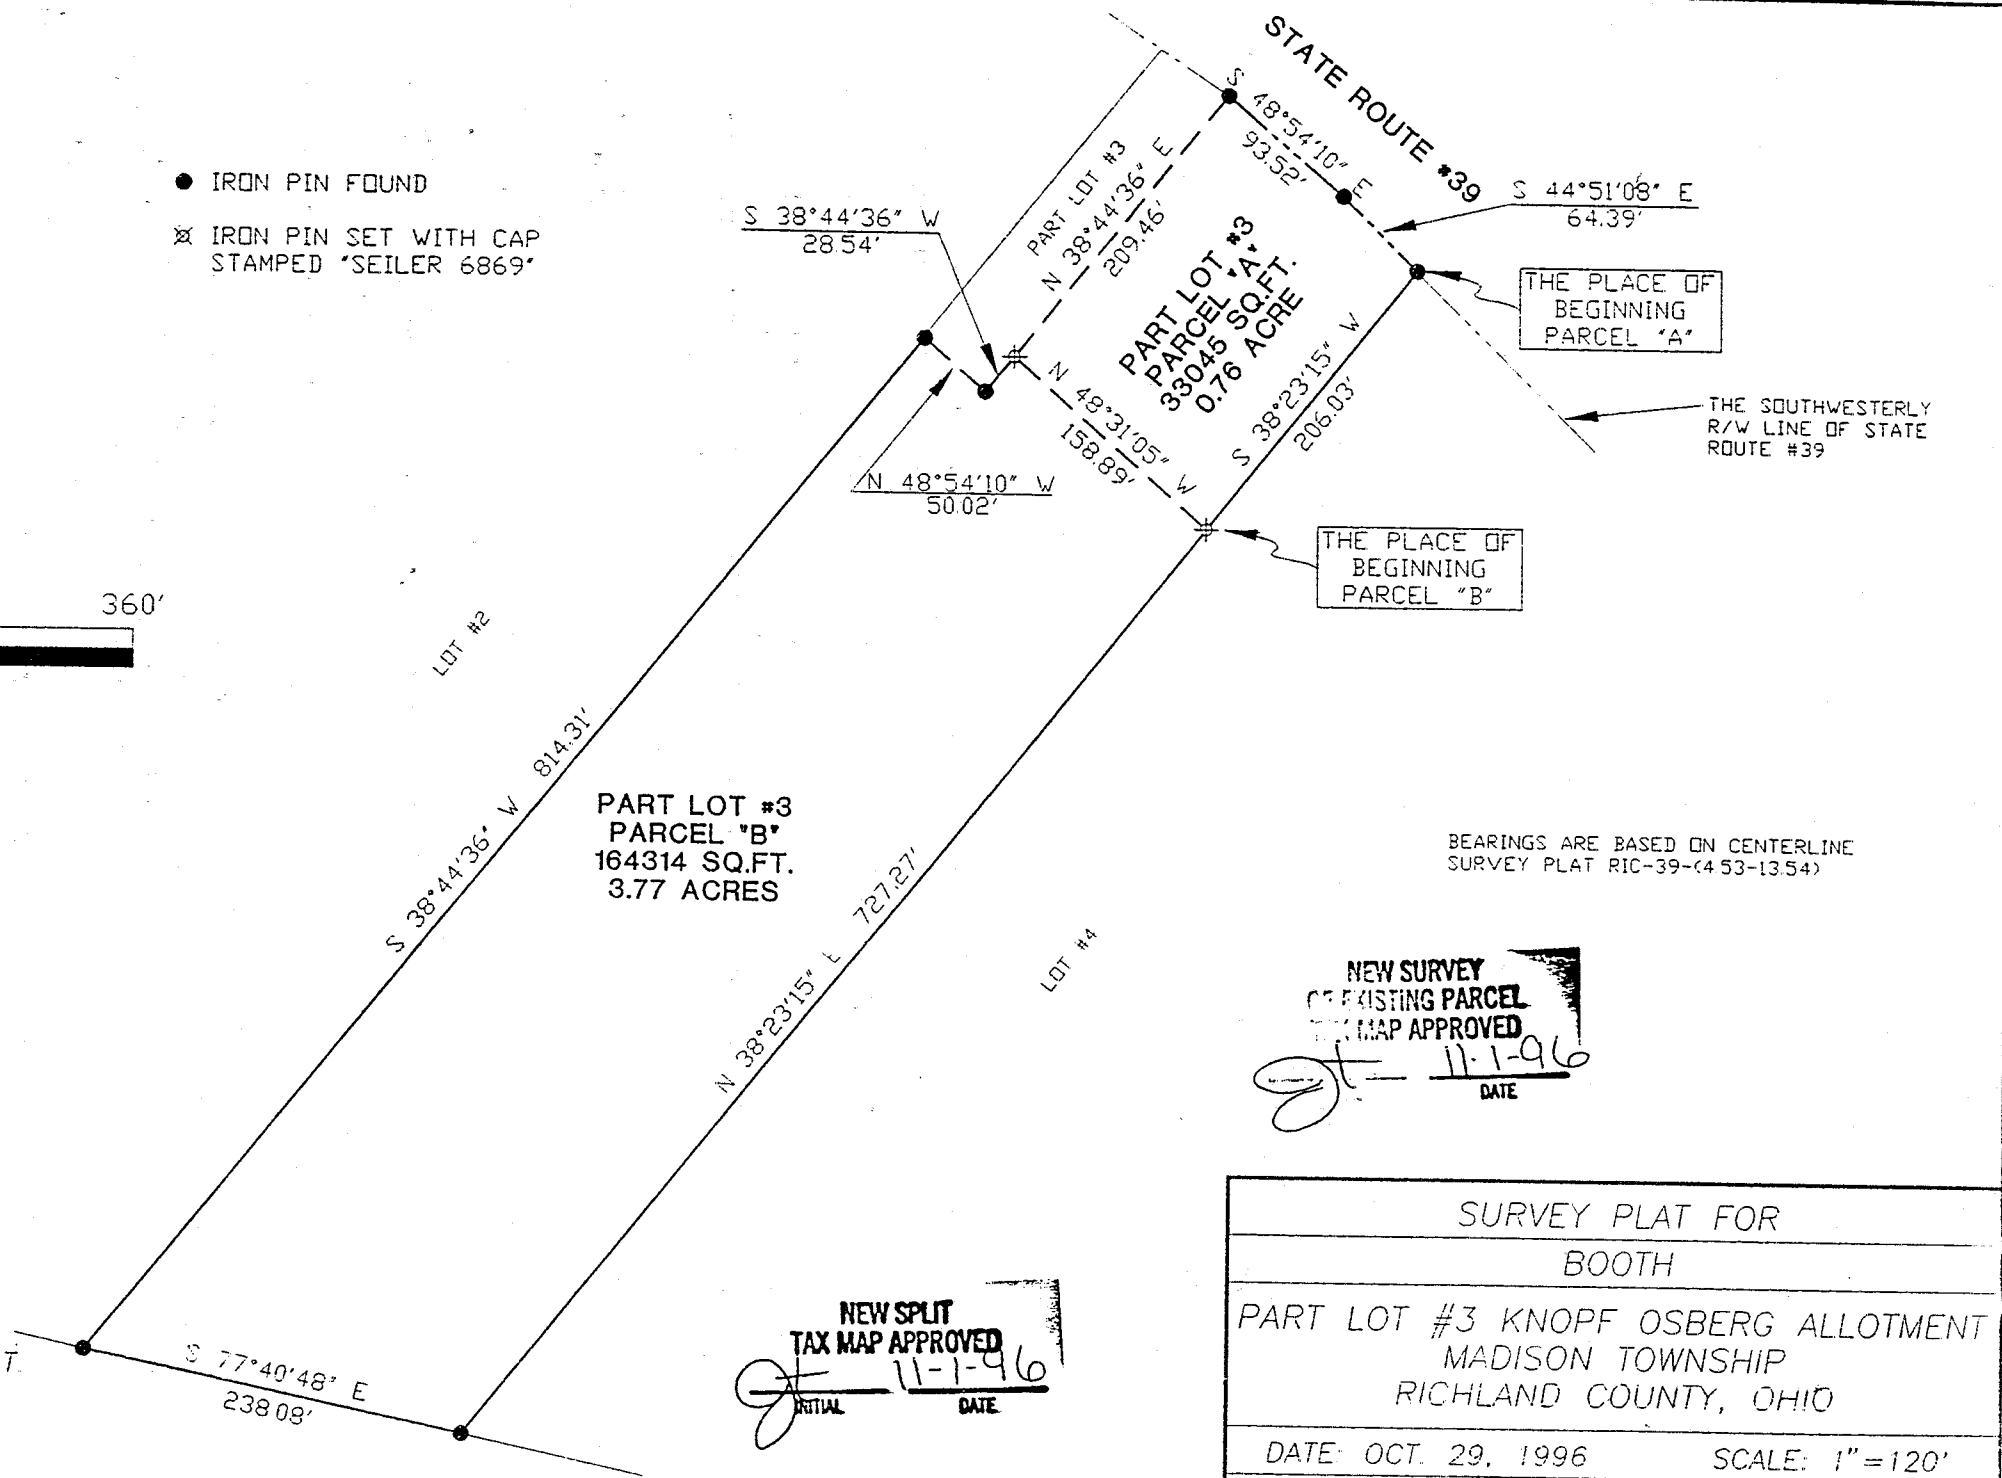 STATE ROUTE #39
● IRON PIN FOUND
IRON PIN SET WITH CAP
STAMPED "SEILER 6869"
S 48°54'10" E
93.52'
S 44°51'08" E
64.39'
PART LOT #3
N 38°44'36" E
209.46'
S 38°44'36" W
28.54'
PART LOT #3
PARCEL "A"
33045 SQ.FT.
0.76 ACRE
THE PLACE OF
BEGINNING
PARCEL "A"
S 38°23'15" W
206.03'
THE SOUTHWESTERLY
R/W LINE OF STATE
ROUTE #39
N 48°31'05" W
158.89'
N 48°54'10" W
50.02'
THE PLACE OF
BEGINNING
PARCEL "B"
360'
LOT #2
S 38°44'36" W 814.31'
PART LOT #3
PARCEL "B"
164314 SQ.FT.
3.77 ACRES
N 38°23'15" E 727.27'
LOT #4
BEARINGS ARE BASED ON CENTERLINE
SURVEY PLAT RIC-39-(4.53-13.54)
NEW SURVEY
OF EXISTING PARCEL
TAX MAP APPROVED
11-1-96
DATE
NEW SPLIT
TAX MAP APPROVED
11-1-96
INITIAL DATE
T.
S 77°40'48" E
238.08'
SURVEY PLAT FOR
BOOTH
PART LOT #3 KNOPF OSBERG ALLOTMENT
MADISON TOWNSHIP
RICHLAND COUNTY, OHIO
DATE: OCT. 29, 1996 SCALE: 1"=120'